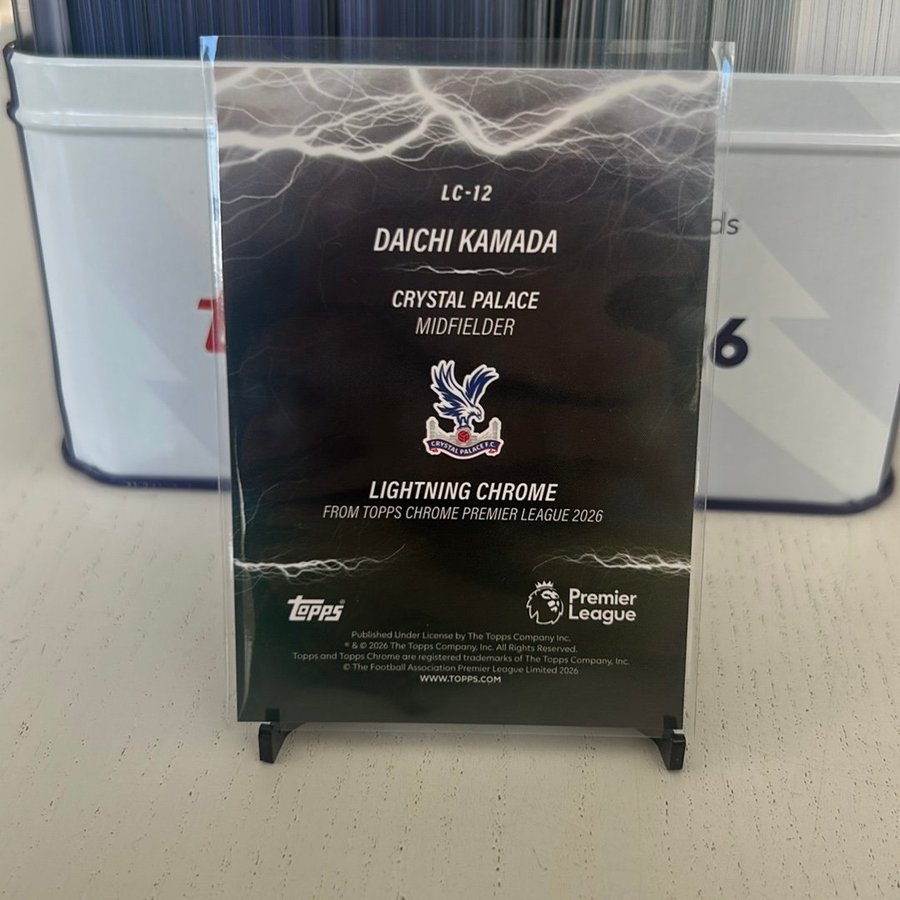 LC-12
DAICHI KAMADA
CRYSTAL PALACE
MIDFIELDER
CRYSTAL PALACE F.C.
LIGHTNING CHROME
FROM TOPPS CHROME PREMIER LEAGUE 2026
Topps®
Premier
League
Published Under License by The Topps Company Inc.
® & © 2026 The Topps Company, Inc. All Rights Reserved.
Topps and Topps Chrome are registered trademarks of The Topps Company, Inc.
© The Football Association Premier League Limited 2026
WWW.TOPPS.COM
ds
6